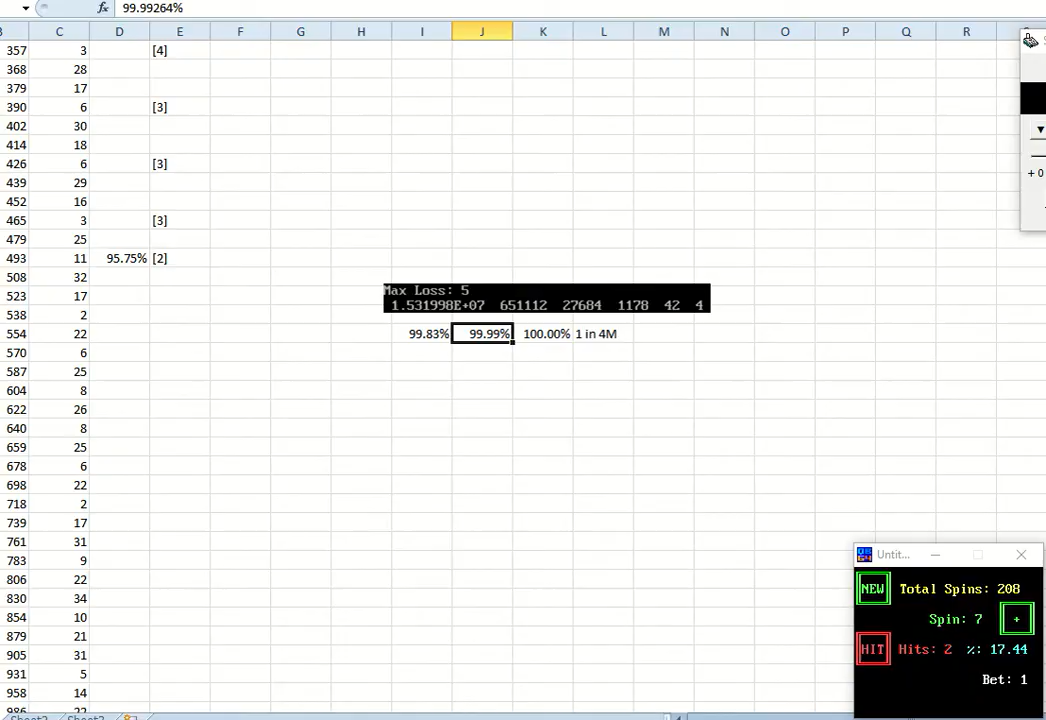 99.99264%
B C D E F G H I J K L M N O P Q R
357 3 [4]
368 28
379 17
390 6 [3]
402 30
414 18
426 6 [3]
439 29
452 16
465 3 [3]
479 25
493 11 95.75% [2]
508 32
523 17
538 2
554 22
570 6
587 25
604 8
622 26
640 8
659 25
678 6
698 22
718 2
739 17
761 31
783 9
806 22
830 34
854 10
879 21
905 31
931 5
958 14
986 22
Max Loss: 5
1.531998E+07 651112 27684 1178 42 4
99.83% 99.99% 100.00% 1 in 4M
+ 0
Untit...
NEW Total Spins: 208
Spin: 7 +
HIT Hits: 2 %: 17.44
Bet: 1